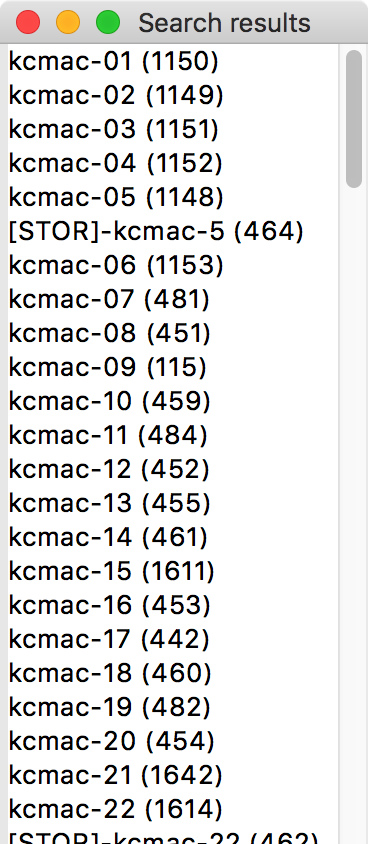 Search results
kcmac-01 (1150)
kcmac-02 (1149)
kcmac-03 (1151)
kcmac-04 (1152)
kcmac-05 (1148)
[STOR]-kcmac-5 (464)
kcmac-06 (1153)
kcmac-07 (481)
kcmac-08 (451)
kcmac-09 (115)
kcmac-10 (459)
kcmac-11 (484)
kcmac-12 (452)
kcmac-13 (455)
kcmac-14 (461)
kcmac-15 (1611)
kcmac-16 (453)
kcmac-17 (442)
kcmac-18 (460)
kcmac-19 (482)
kcmac-20 (454)
kcmac-21 (1642)
kcmac-22 (1614)
[STOR]-kcmac-22 (462)